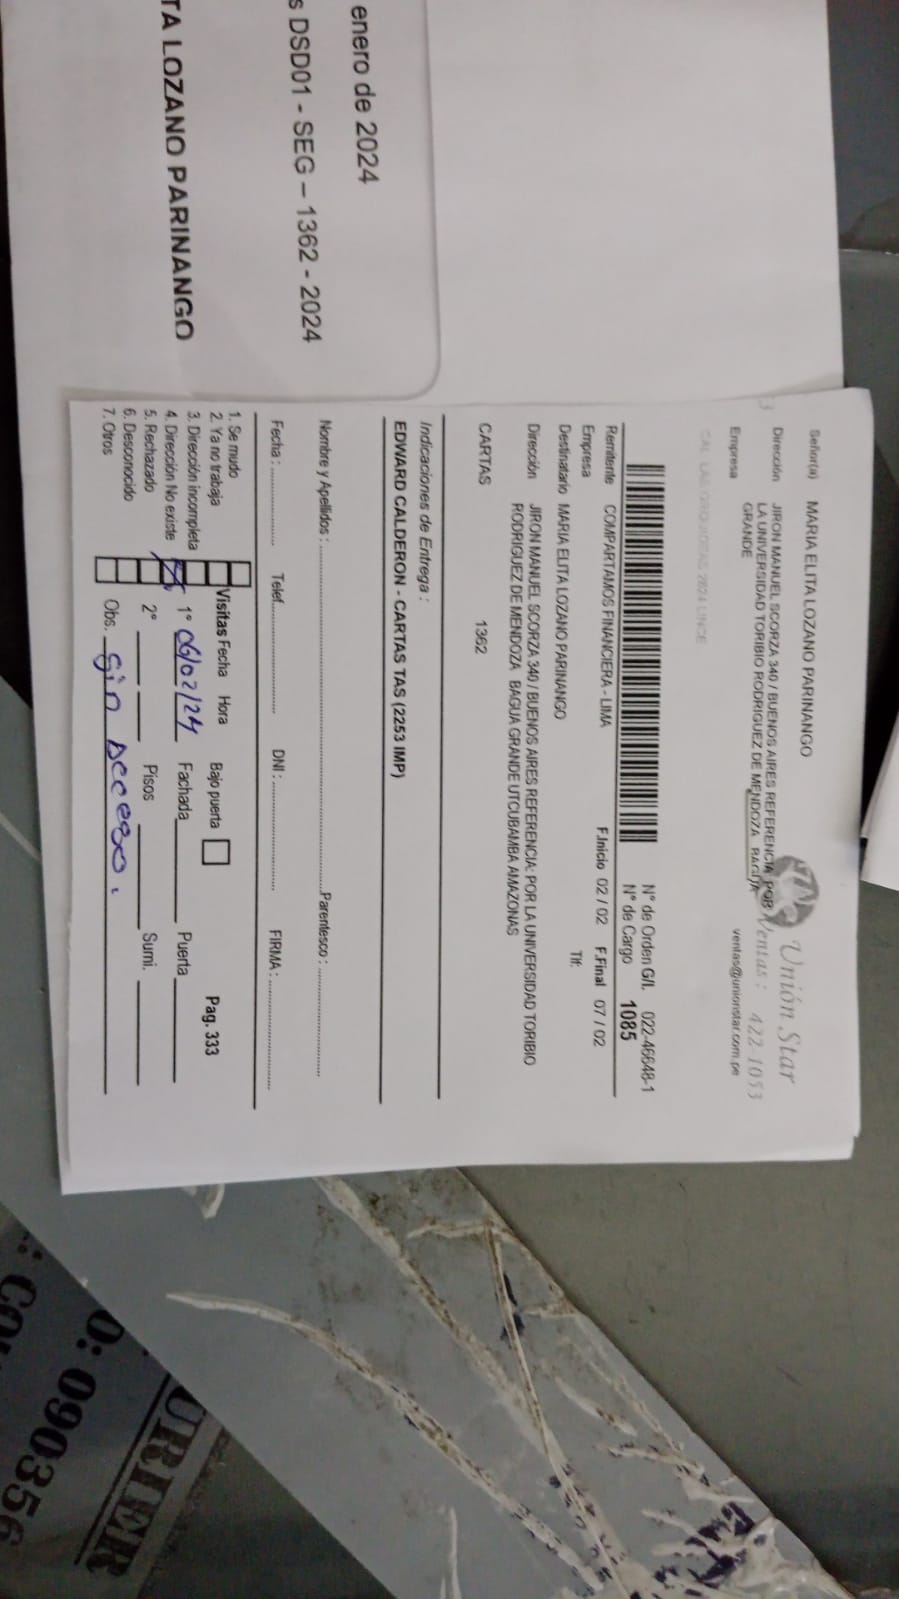 enero de 2024
s DSD01 - SEG – 1362 - 2024
TA LOZANO PARINANGO
Señor(a) MARIA ELITA LOZANO PARINANGO
Dirección JIRON MANUEL SCORZA 340 / BUENOS AIRES REFERENCIA: POR
LA UNIVERSIDAD TORIBIO RODRIGUEZ DE MENDOZA BAGUA
GRANDE
Empresa
Unión Star
Ventas: 422-1053
ventas@unionstar.com.pe
CAL LAS ORQUIDEAS 2624 LINCE
N° de Orden G/I. 022-46648-1
N° de Cargo 1085
Remitente COMPARTAMOS FINANCIERA - LIMA F.Inicio 02 / 02 F.Final 07 / 02
Empresa Tlf:
Destinatario MARIA ELITA LOZANO PARINANGO
Dirección JIRON MANUEL SCORZA 340 / BUENOS AIRES REFERENCIA: POR LA UNIVERSIDAD TORIBIO
RODRIGUEZ DE MENDOZA BAGUA GRANDE UTCUBAMBA AMAZONAS
CARTAS 1362
Indicaciones de Entrega :
EDWARD CALDERON - CARTAS TAS (2253 IMP)
Nombre y Apellidos : Parentesco :
Fecha : Telef. DNI : FIRMA :
1. Se mudo
2. Ya no trabaja Visitas Fecha Hora Bajo puerta Pag. 333
3. Dirección incompleta
4. Dirección No existe 1° 06/02/24 Fachada Puerta
5. Rechazado 2° Pisos Sumi.
6. Desconocido
7. Otros Obs. Sin acceso.
URIER
O: 090356